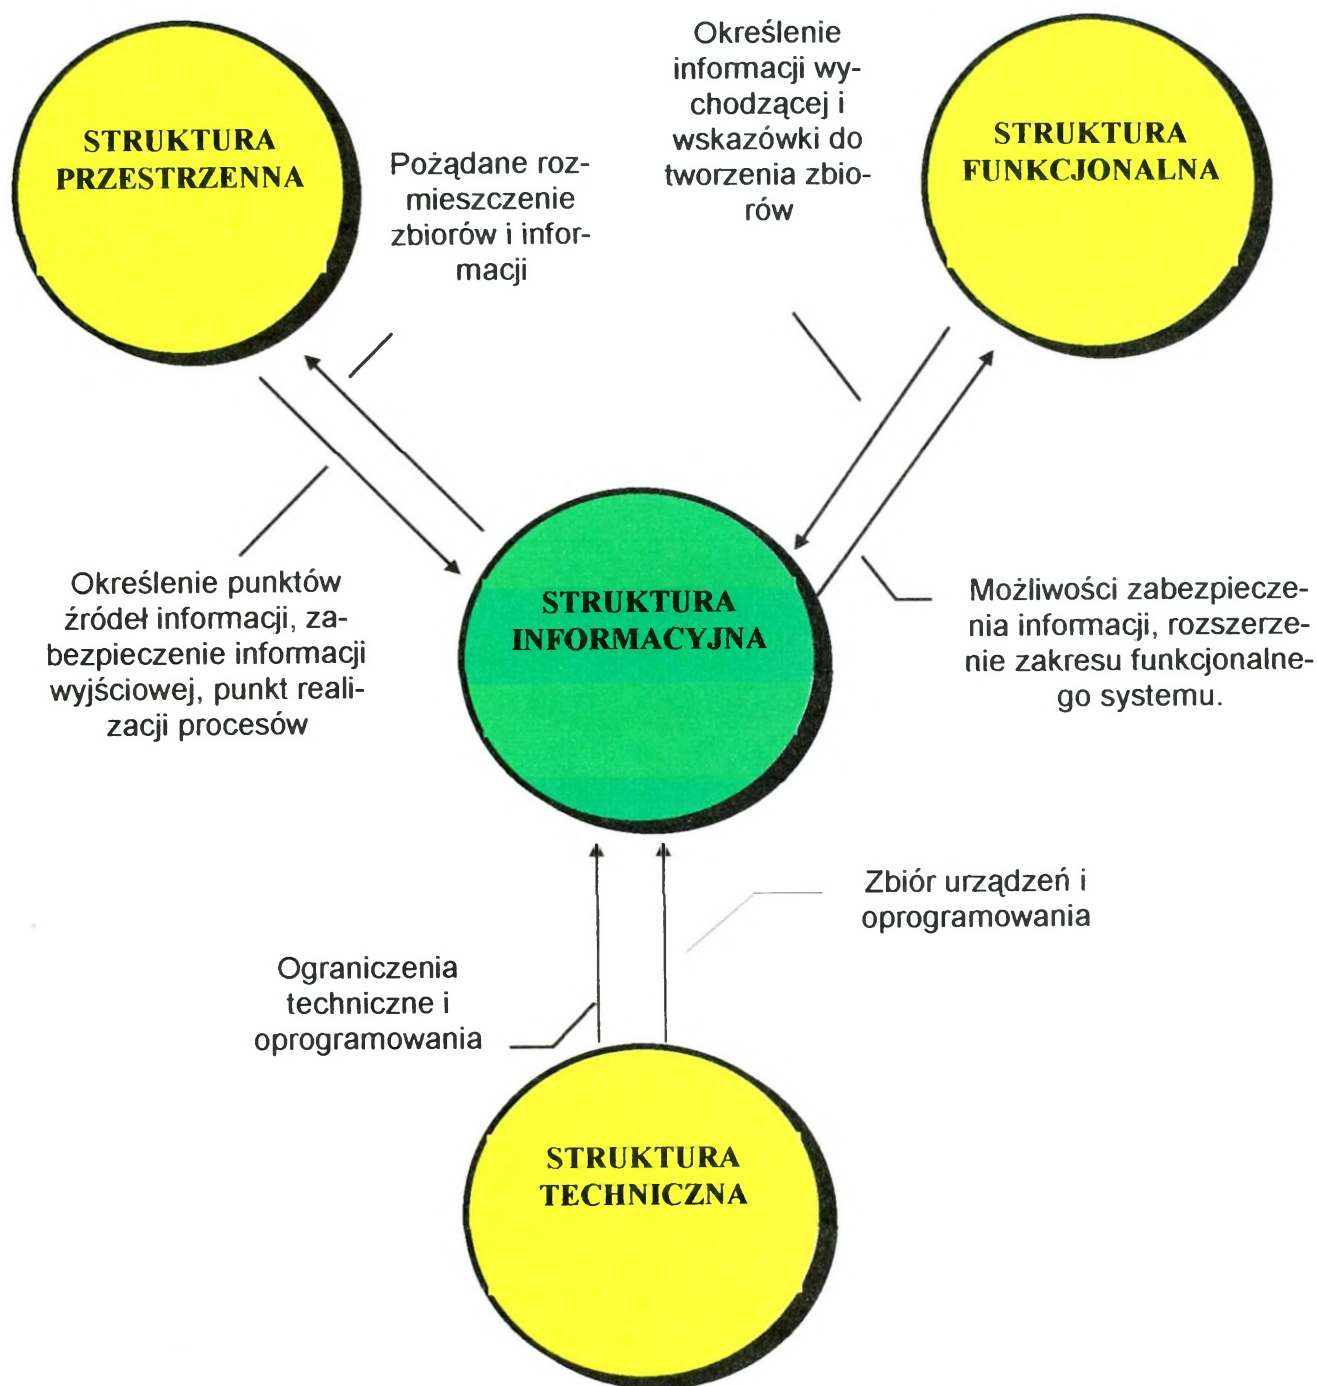 STRUKTURA
PRZESTRZENNA
Pożądane roz-
mieszczenie
zbiorów i infor-
macji
Określenie
informacji wy-
chodzącej i
wskazówki do
tworzenia zbio-
rów
STRUKTURA
FUNKCJONALNA
Określenie punktów
źródeł informacji, za-
bezpieczenie informacji
wyjściowej, punkt reali-
zacji procesów
STRUKTURA
INFORMACYJNA
Możliwości zabezpiecze-
nia informacji, rozszerze-
nie zakresu funkcjonalne-
go systemu.
Zbiór urządzeń i
oprogramowania
Ograniczenia
techniczne i
oprogramowania
STRUKTURA
TECHNICZNA